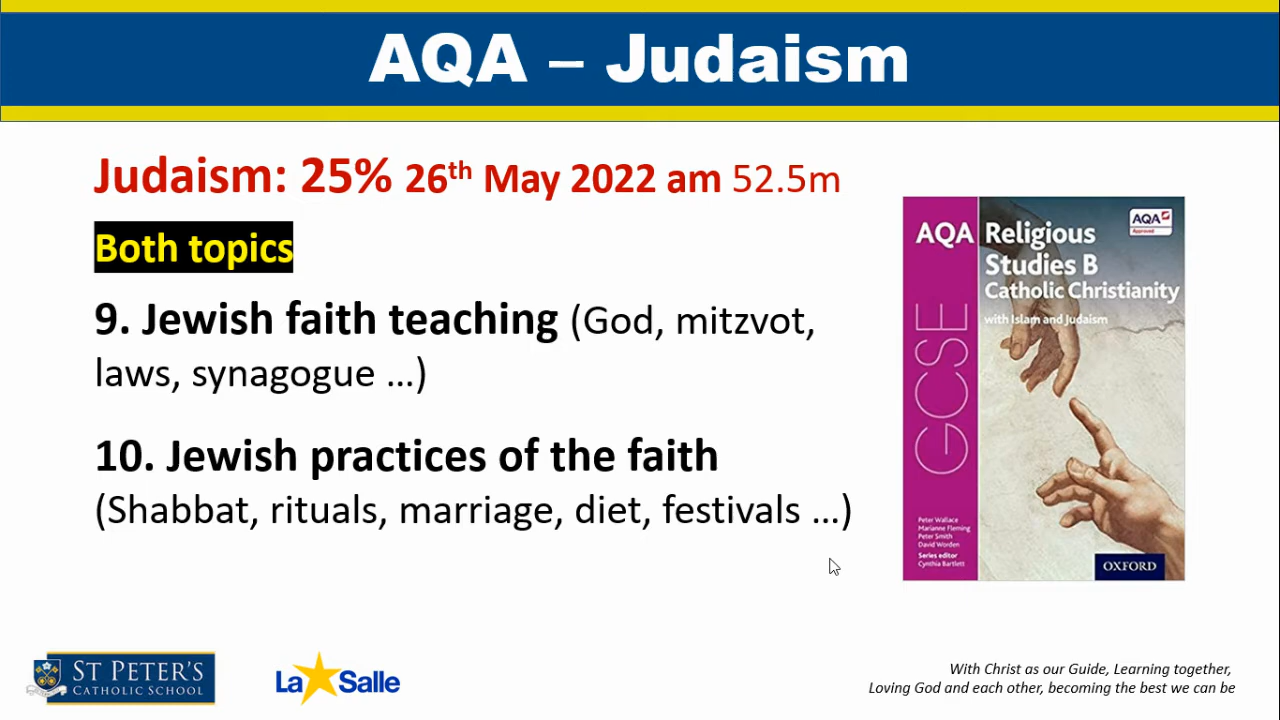 AQA – Judaism
Judaism: 25% 26th May 2022 am 52.5m
Both topics
9. Jewish faith teaching (God, mitzvot,
laws, synagogue …)
10. Jewish practices of the faith
(Shabbat, rituals, marriage, diet, festivals …)
AQA
Religious
Studies B
Catholic Christianity
with Islam and Judaism
GCSE
AQA
Approved
Peter Wallace
Marianne Fleming
Peter Smith
David Worden
Series editor
Cynthia Bartlett
OXFORD
ST PETER'S
CATHOLIC SCHOOL
La Salle
With Christ as our Guide, Learning together,
Loving God and each other, becoming the best we can be